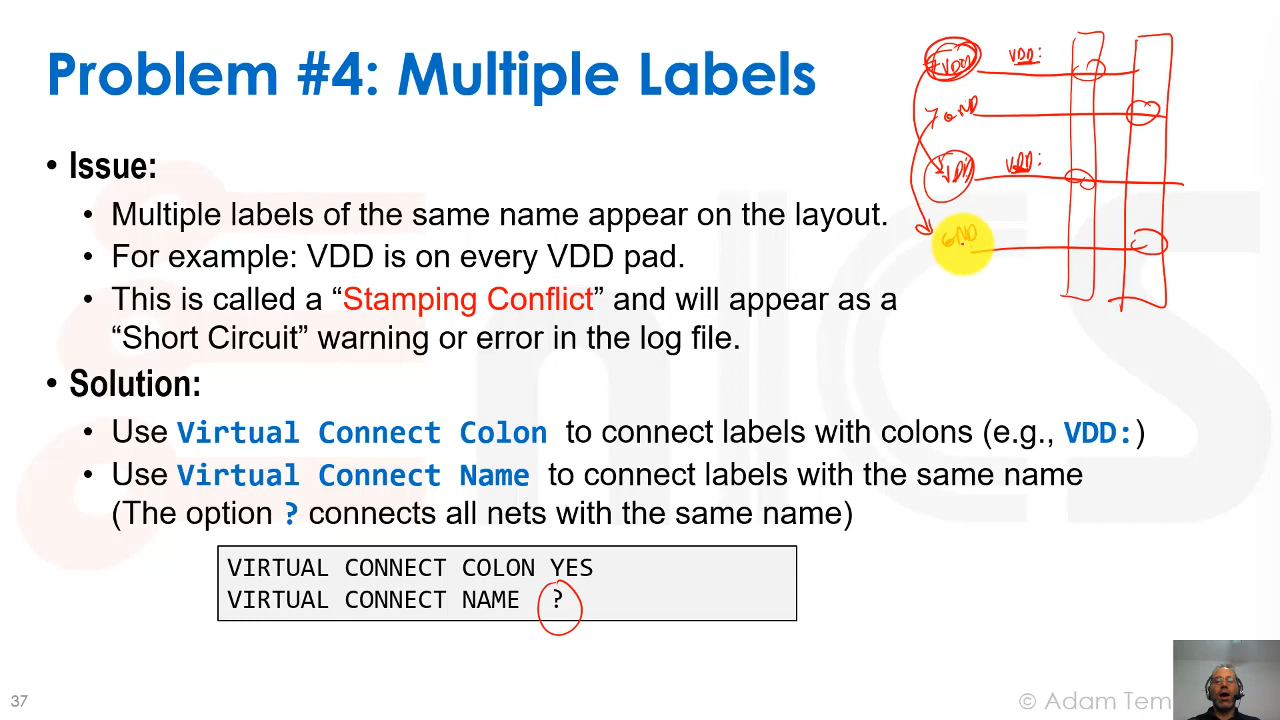 Problem #4: Multiple Labels
• Issue:
• Multiple labels of the same name appear on the layout.
• For example: VDD is on every VDD pad.
• This is called a “Stamping Conflict” and will appear as a
“Short Circuit” warning or error in the log file.
• Solution:
• Use Virtual Connect Colon to connect labels with colons (e.g., VDD:)
• Use Virtual Connect Name to connect labels with the same name
(The option ? connects all nets with the same name)
VIRTUAL CONNECT COLON YES
VIRTUAL CONNECT NAME ?
VDD VDD:
GND
VDD VDD:
GND
37
© Adam Tem